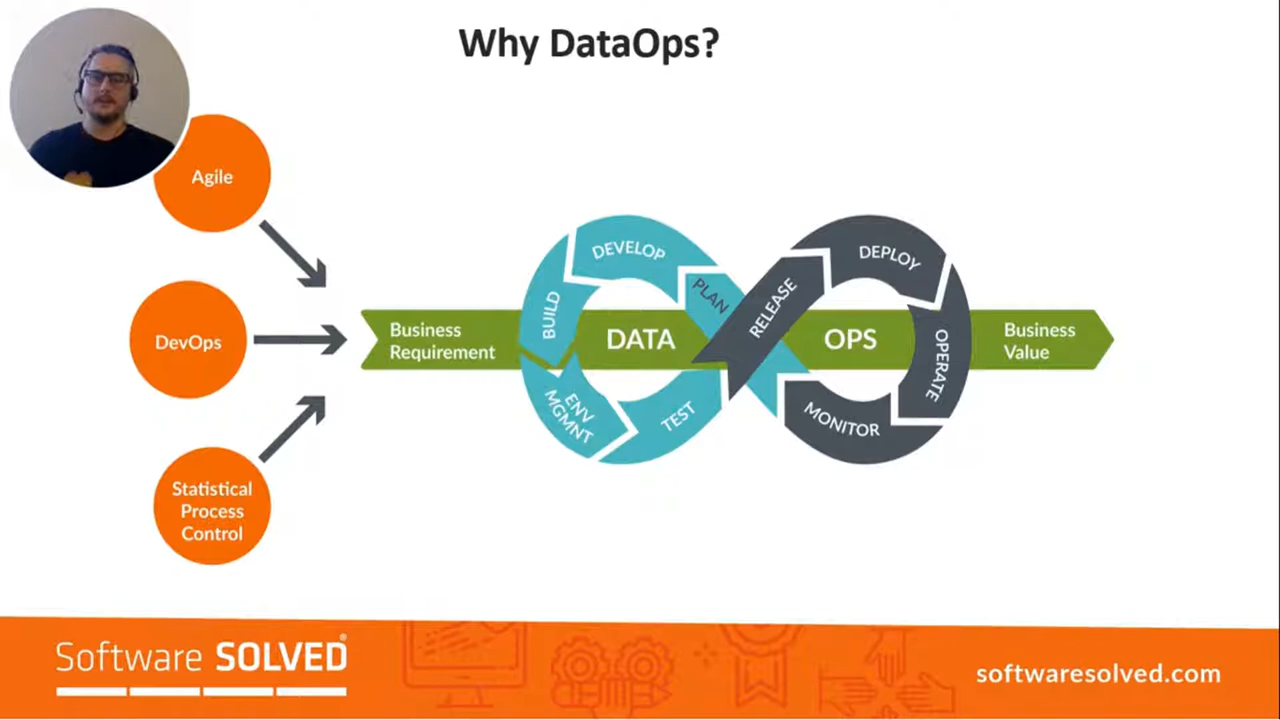 Why DataOps?
Agile
DevOps
Statistical
Process
Control
Business
Requirement
DATA
PLAN
DEVELOP
BUILD
ENV
MGMNT
TEST
RELEASE
DEPLOY
OPERATE
MONITOR
OPS
Business
Value
Software SOLVED®
softwaresolved.com